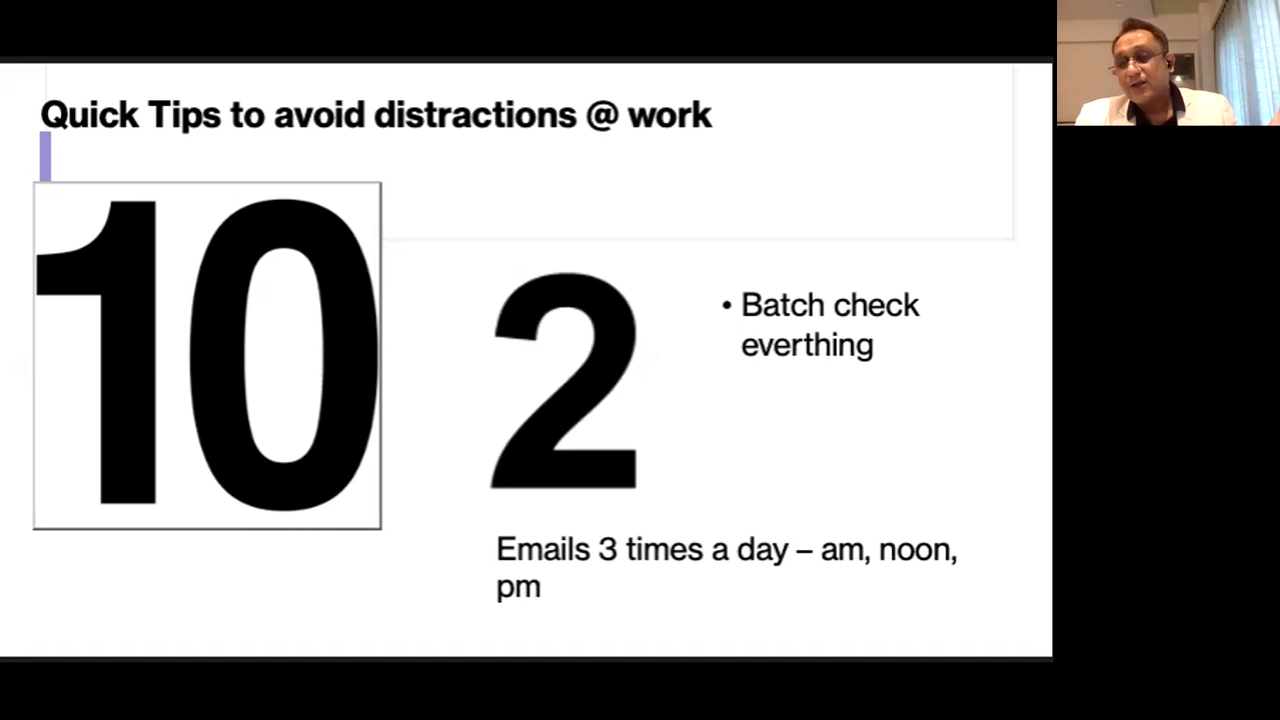 Quick Tips to avoid distractions @ work
10
2
• Batch check
everthing
Emails 3 times a day – am, noon,
pm